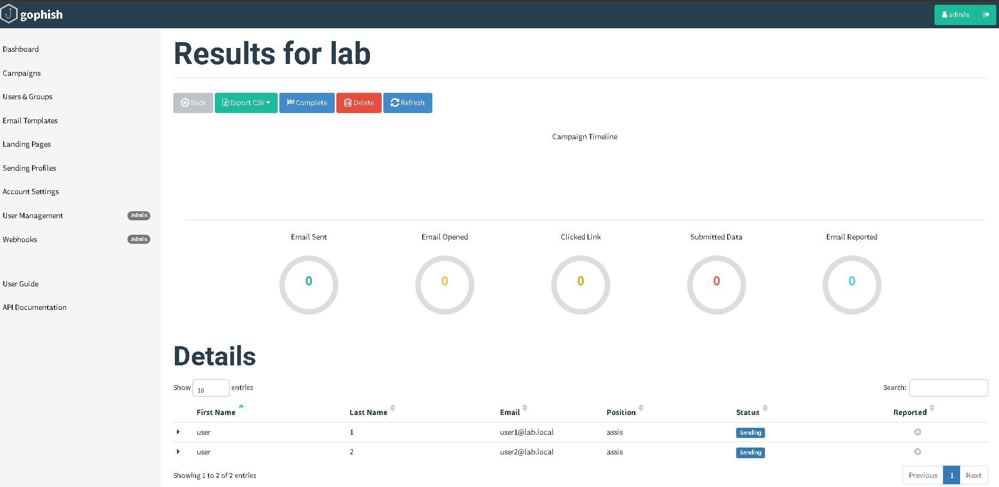 gophish
admin
Dashboard
Campaigns
Users & Groups
Email Templates
Landing Pages
Sending Profiles
Account Settings
User Management Admin
Webhooks Admin
User Guide
API Documentation
Results for lab
Back Export CSV Complete Delete Refresh
Campaign Timeline
Email Sent Email Opened Clicked Link Submitted Data Email Reported
0 0 0 0 0
Details
Show 10 entries Search:
First Name Last Name Email Position Status Reported
user 1 user1@lab.local assis Sending
user 2 user2@lab.local assis Sending
Showing 1 to 2 of 2 entries Previous 1 Next